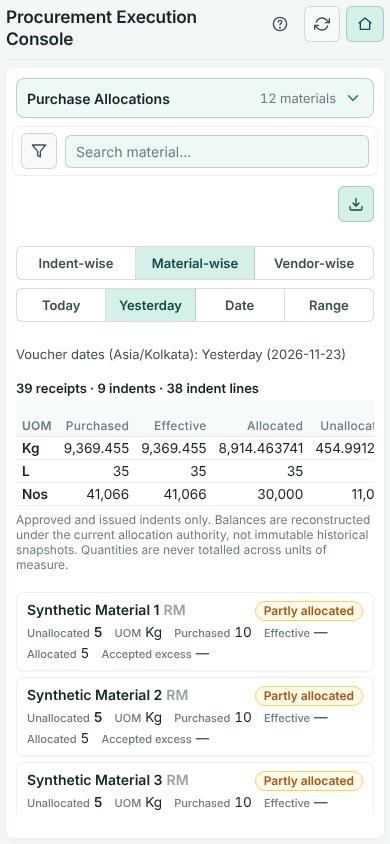 Procurement Execution
Console
Purchase Allocations 12 materials
Search material...
Indent-wise Material-wise Vendor-wise
Today Yesterday Date Range
Voucher dates (Asia/Kolkata): Yesterday (2026-11-23)
39 receipts · 9 indents · 38 indent lines
UOM Purchased Effective Allocated Unallocat
Kg 9,369.455 9,369.455 8,914.463741 454.9912
L 35 35 35
Nos 41,066 41,066 30,000 11,0
Approved and issued indents only. Balances are reconstructed
under the current allocation authority, not immutable historical
snapshots. Quantities are never totalled across units of
measure.
Synthetic Material 1 RM Partly allocated
Unallocated 5 UOM Kg Purchased 10 Effective —
Allocated 5 Accepted excess —
Synthetic Material 2 RM Partly allocated
Unallocated 5 UOM Kg Purchased 10 Effective —
Allocated 5 Accepted excess —
Synthetic Material 3 RM Partly allocated
Unallocated 5 UOM Kg Purchased 10 Effective —